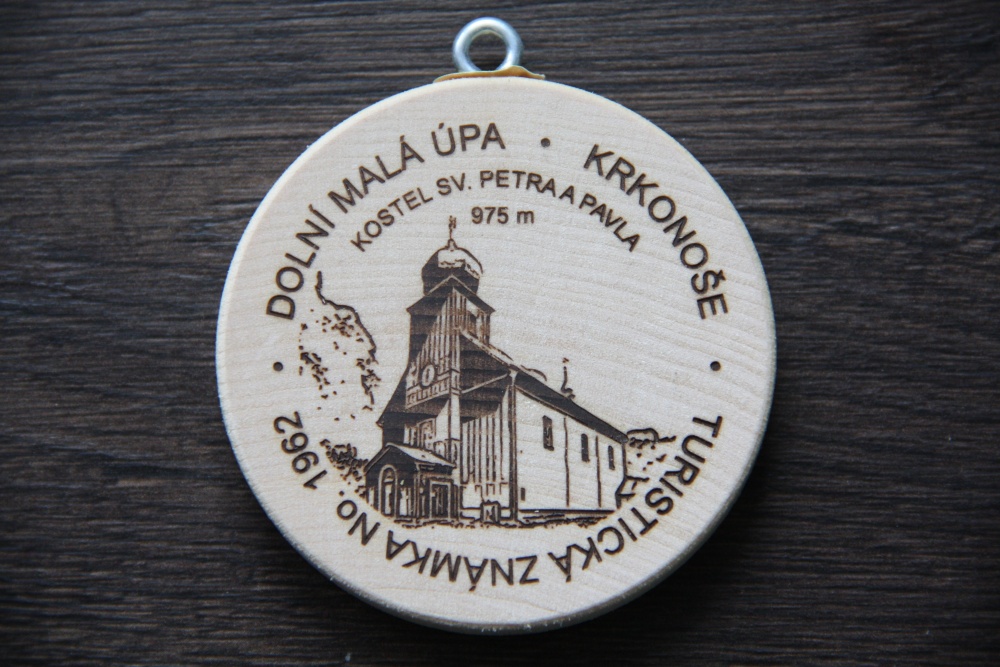 DOLNÍ MALÁ ÚPA • KRKONOŠE •
KOSTEL SV. PETRA A PAVLA
975 m
TURISTICKÁ ZNÁMKA No. 1962 •